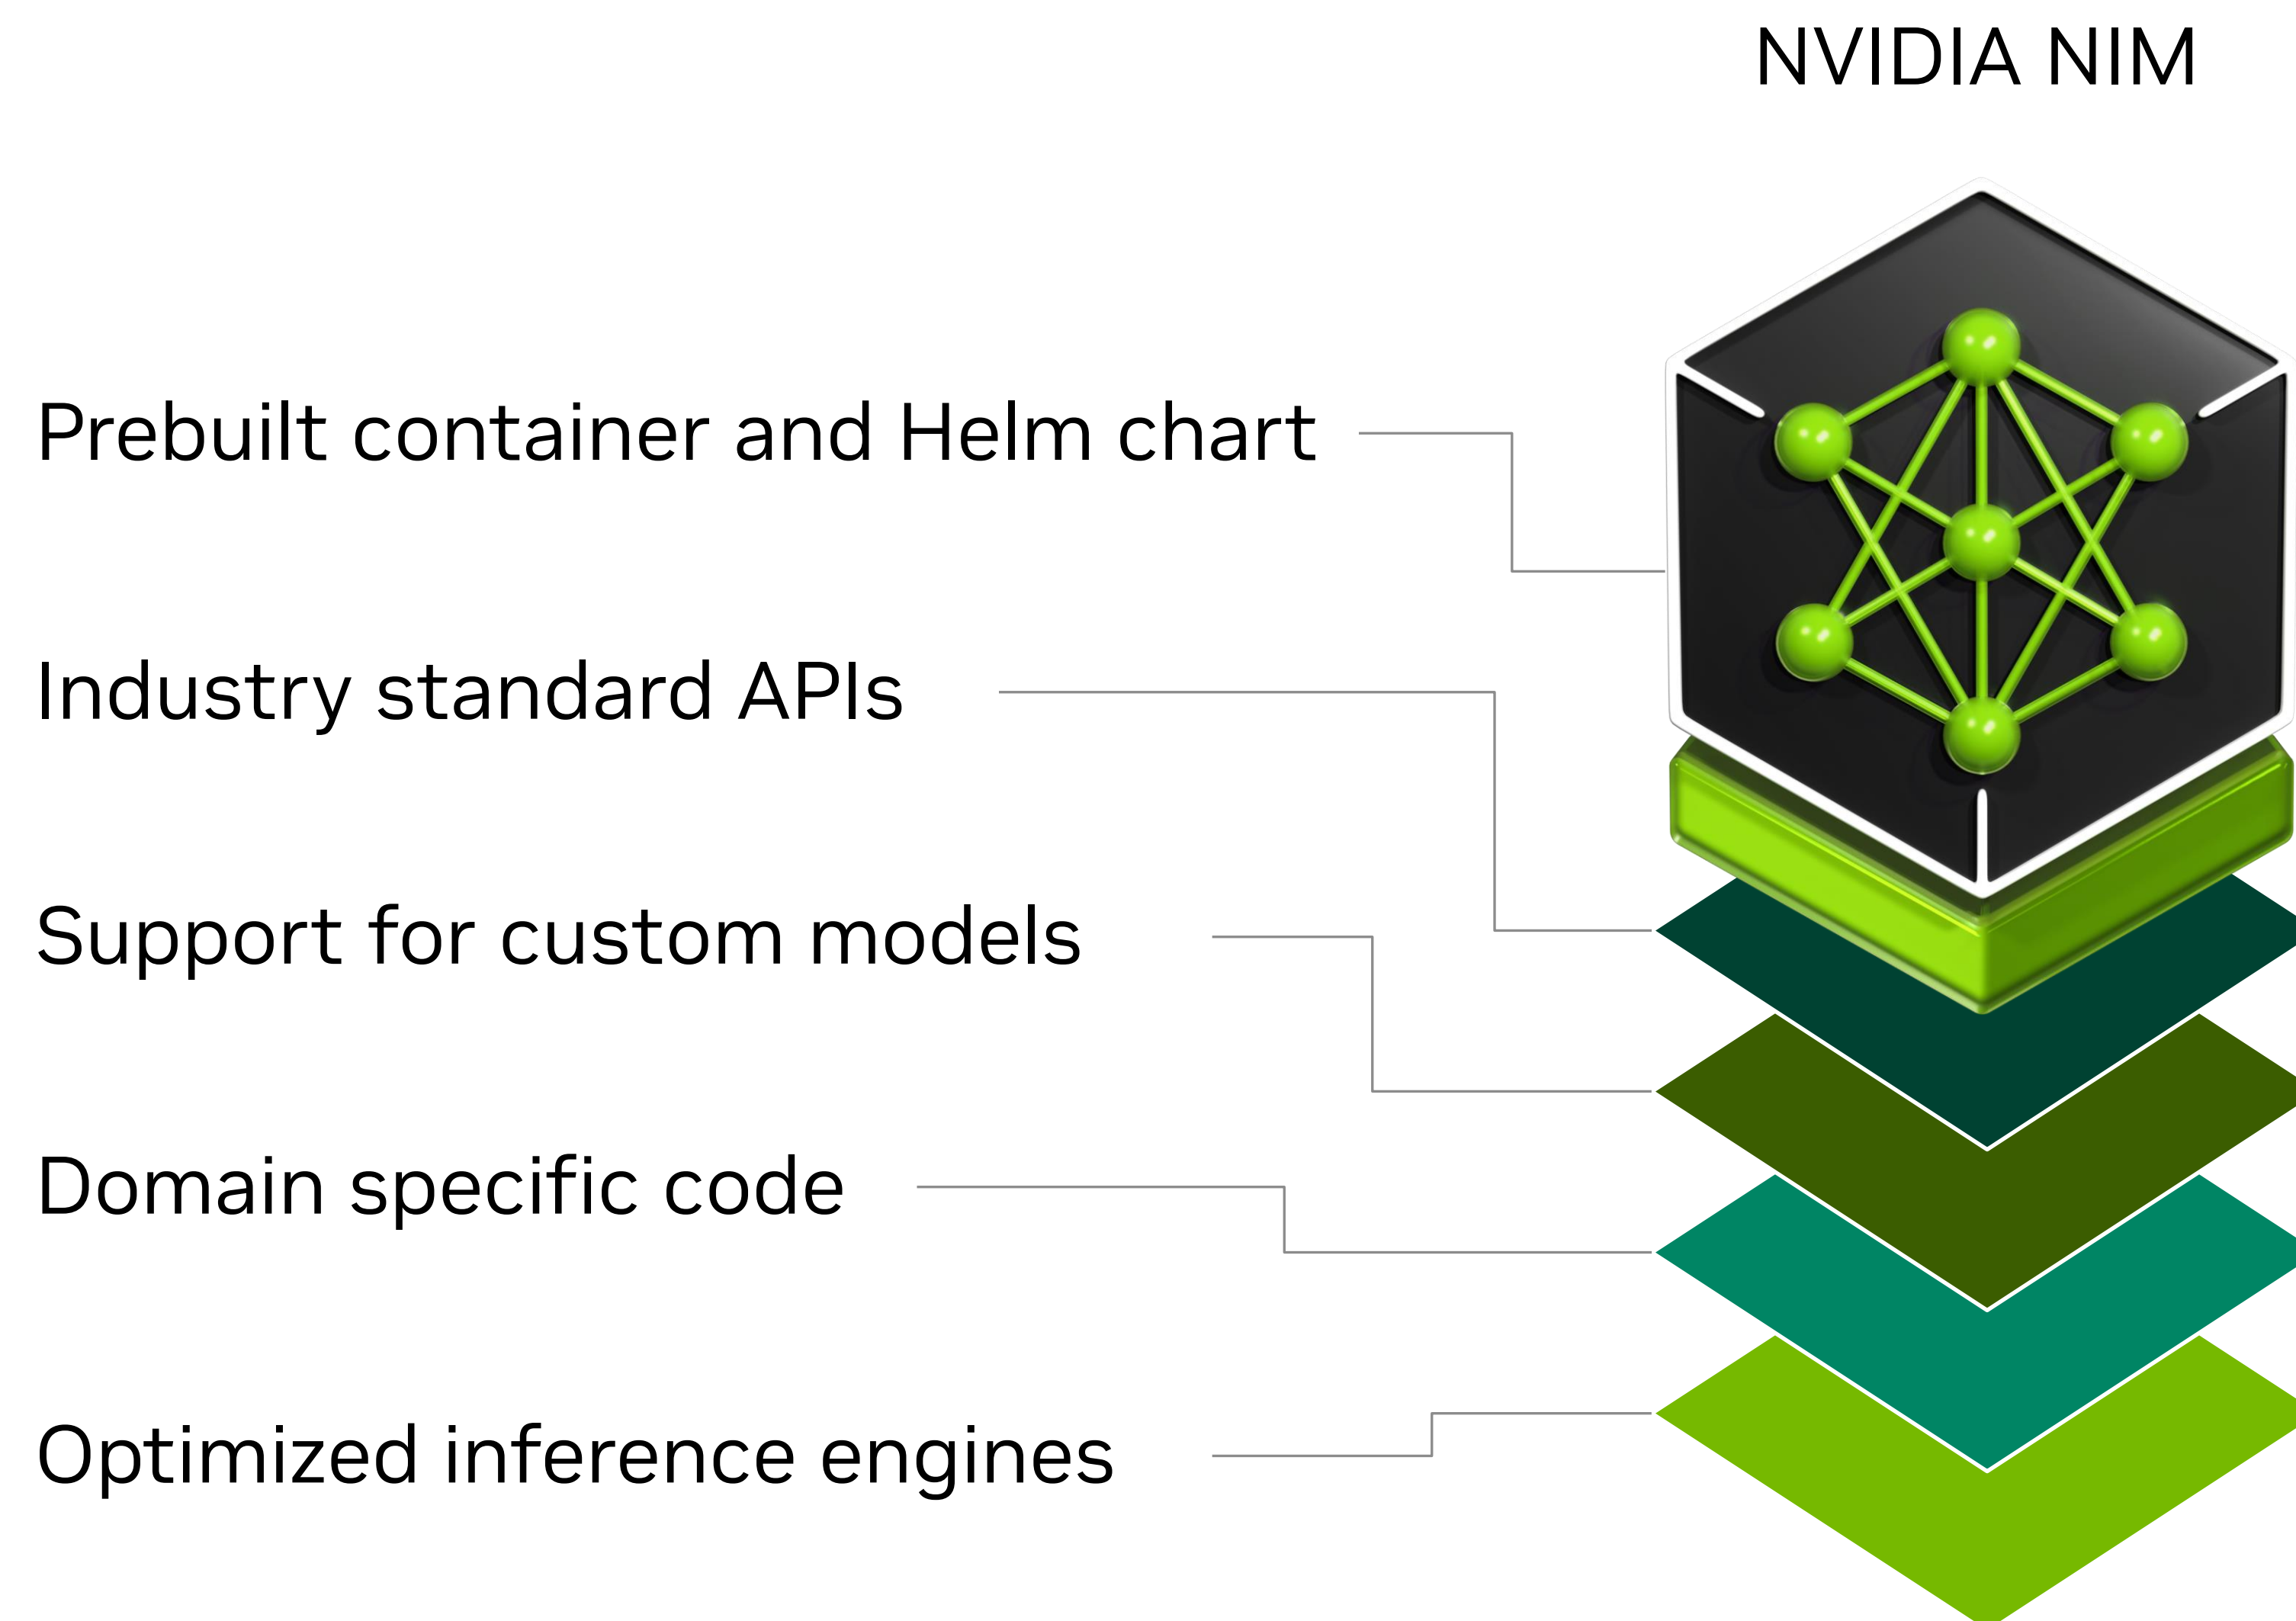 NVIDIA NIM
Prebuilt container and Helm chart
Industry standard APIs
Support for custom models
Domain specific code
Optimized inference engines